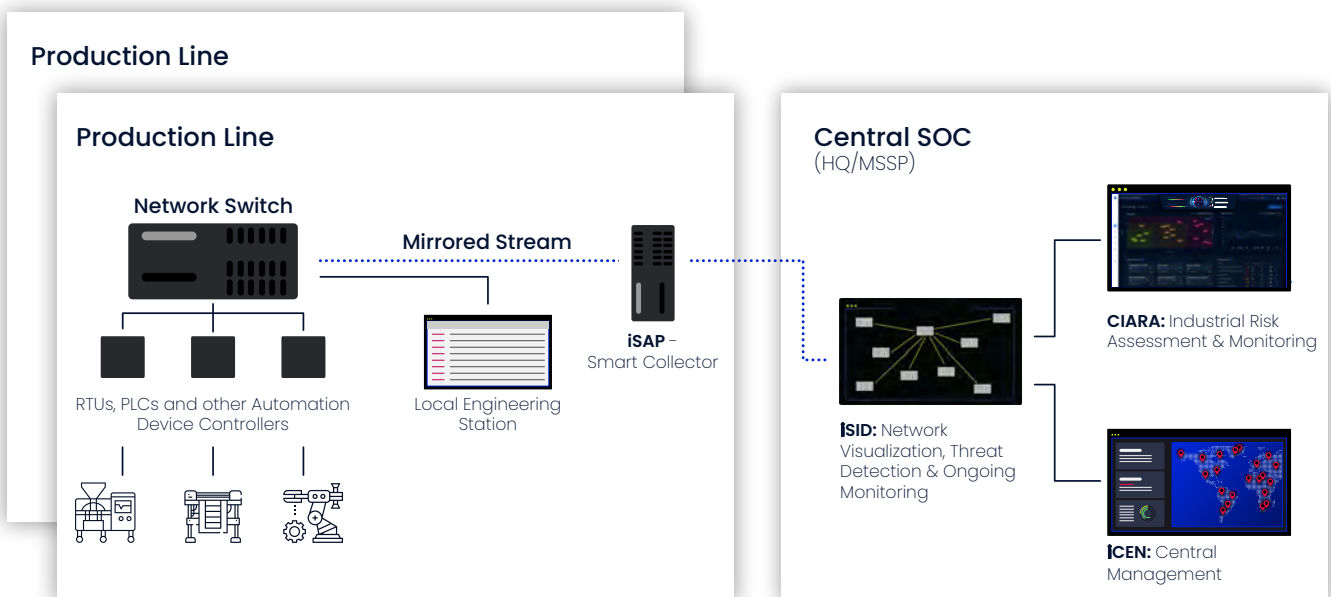 Production Line
Production Line
Network Switch
Mirrored Stream
iSAP -
Smart Collector
RTUs, PLCs and other Automation
Device Controllers
Local Engineering
Station
Central SOC
(HQ/MSSP)
iSID: Network
Visualization, Threat
Detection & Ongoing
Monitoring
CIARA: Industrial Risk
Assessment & Monitoring
iCEN: Central
Management